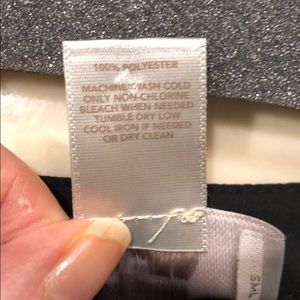 100% POLYESTER
MACHINE WASH COLD
ONLY NON-CHLORINE
BLEACH WHEN NEEDED
TUMBLE DRY LOW
COOL IRON IF NEEDED
OR DRY CLEAN